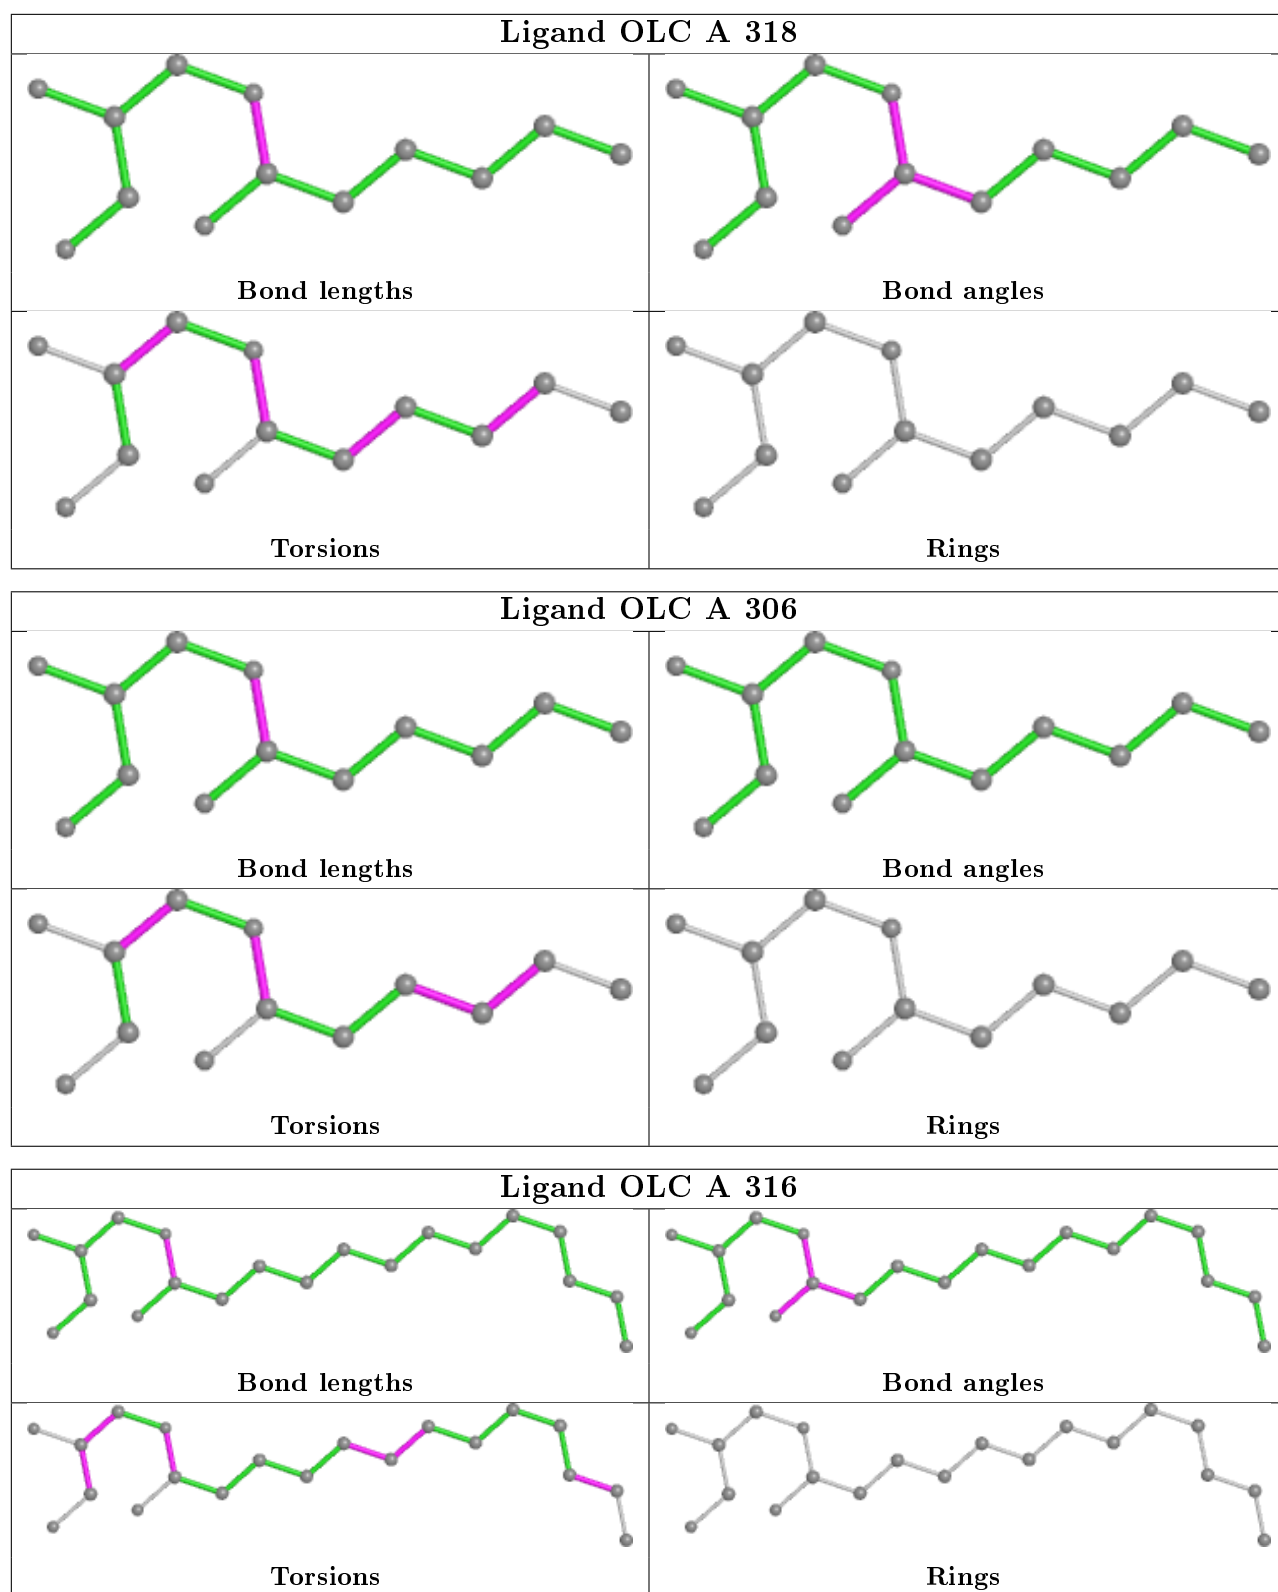 Ligand OLC A 318
Bond lengths
Bond angles
Torsions
Rings
Ligand OLC A 306
Bond lengths
Bond angles
Torsions
Rings
Ligand OLC A 316
Bond lengths
Bond angles
Torsions
Rings